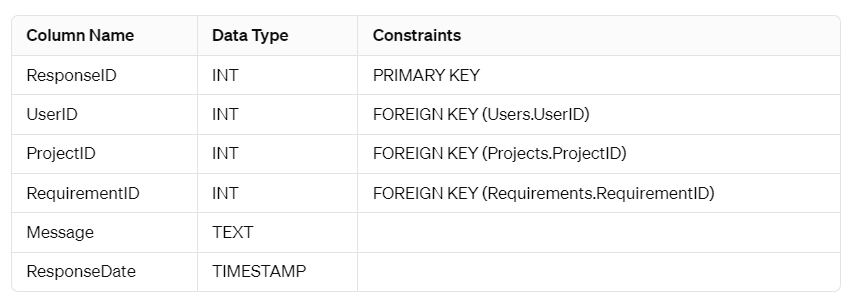 Column Name Data Type Constraints
ResponseID INT PRIMARY KEY
UserID INT FOREIGN KEY (Users.UserID)
ProjectID INT FOREIGN KEY (Projects.ProjectID)
RequirementID INT FOREIGN KEY (Requirements.RequirementID)
Message TEXT
ResponseDate TIMESTAMP